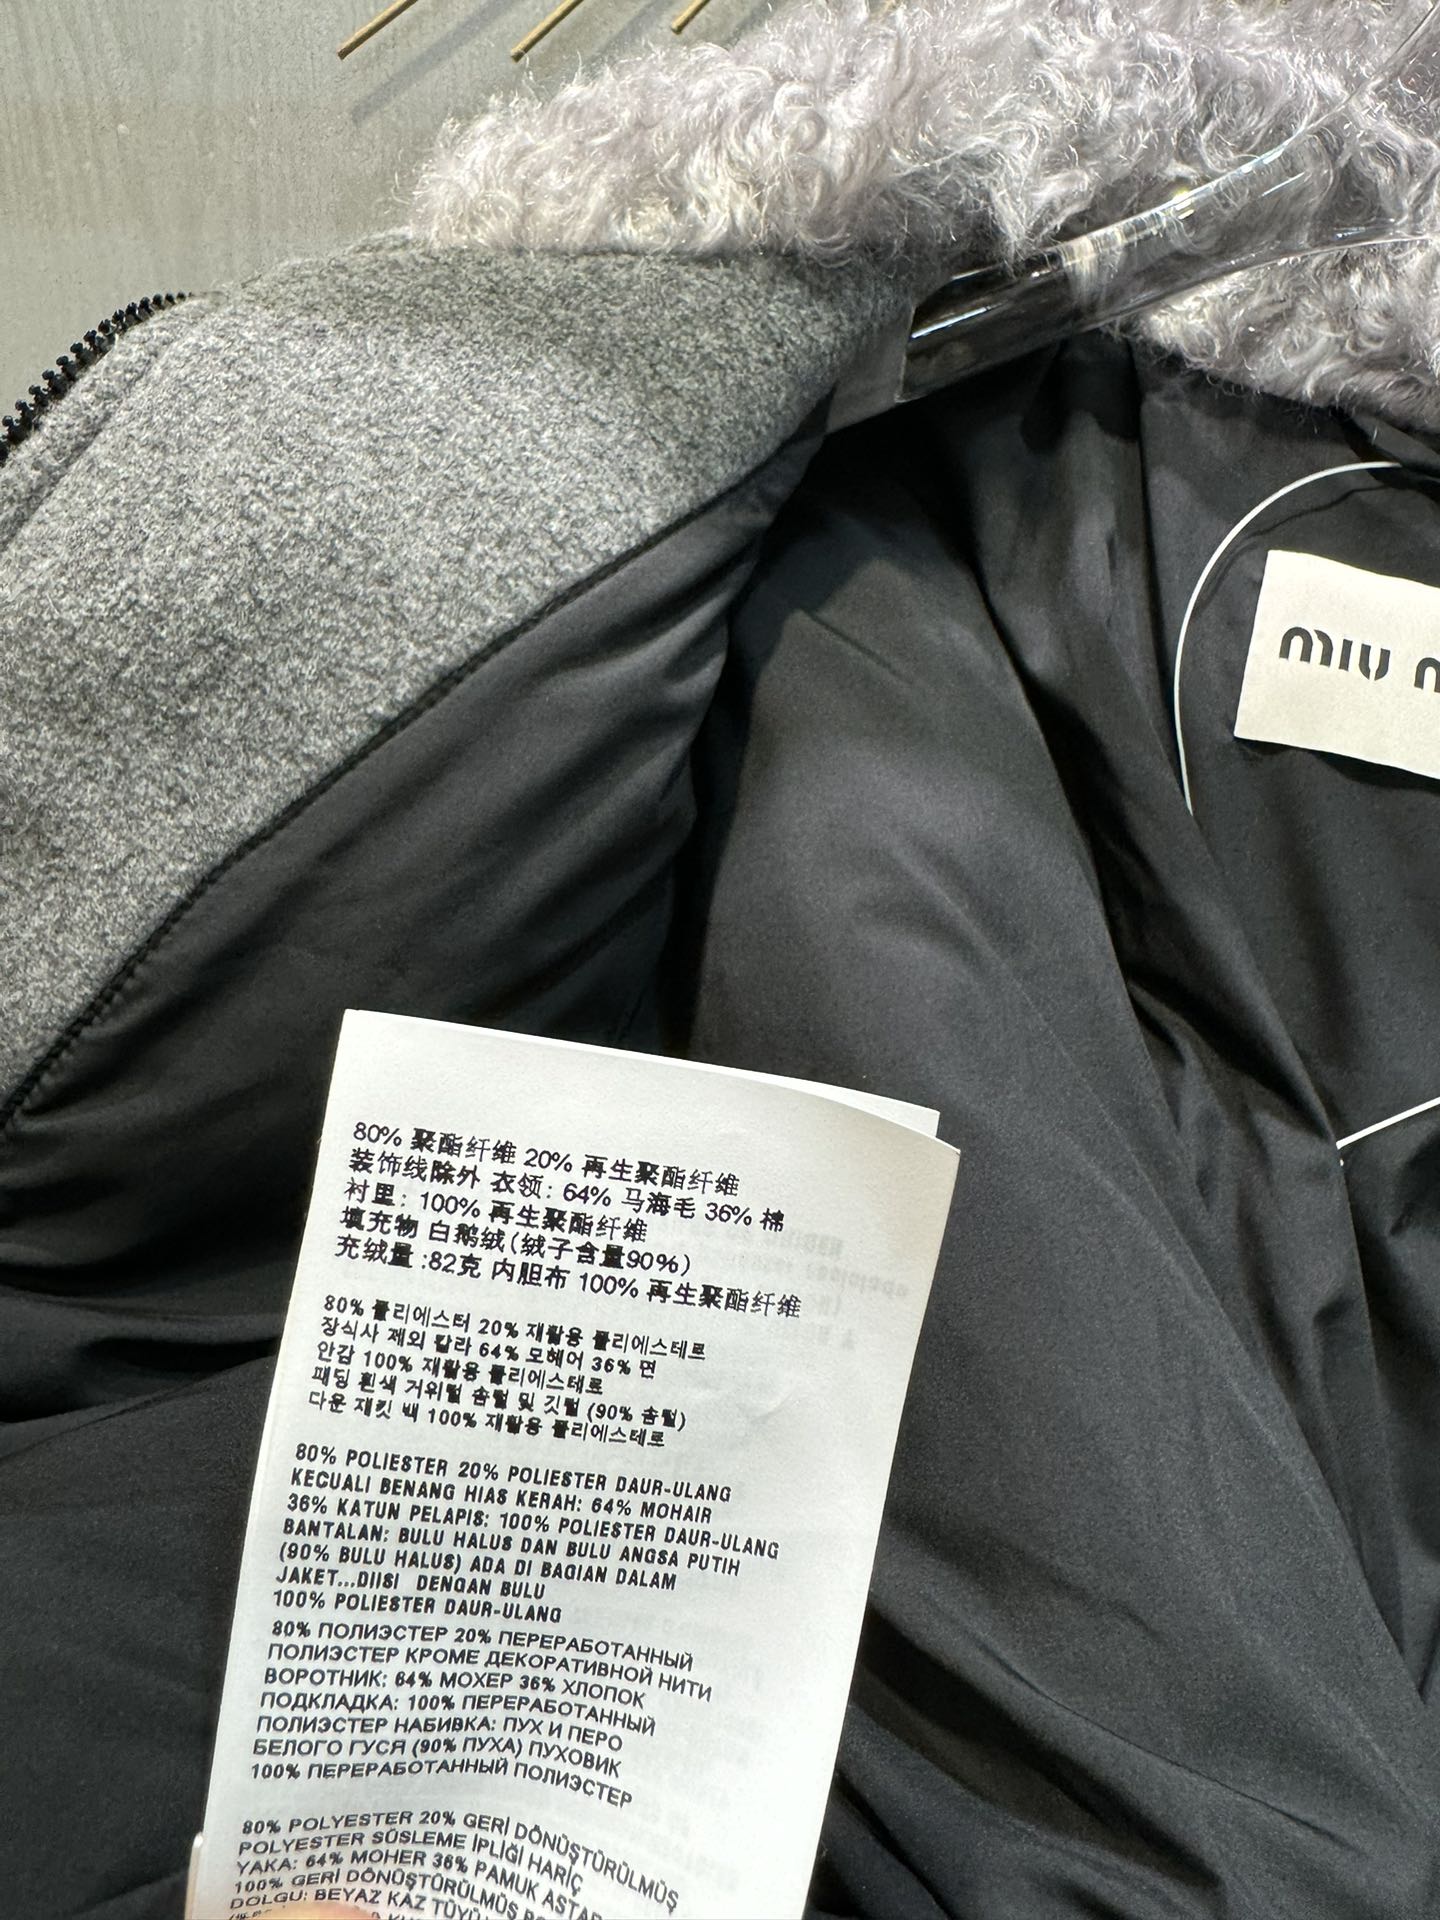 miu
80% 聚酯纤维 20% 再生聚酯纤维
装饰线除外 衣领: 64% 马海毛 36% 棉
衬里: 100% 再生聚酯纤维
填充物 白鹅绒(绒子含量90%)
充绒量:82克 内胆布 100% 再生聚酯纤维
80% 폴리에스터 20% 재활용 폴리에스테르
장식사 제외 칼라 64% 모헤어 36% 면
안감 100% 재활용 폴리에스테르
패딩 흰색 거위털 솜털 및 깃털 (90% 솜털)
다운 재킷 백 100% 재활용 폴리에스테르
80% POLIESTER 20% POLIESTER DAUR-ULANG
KECUALI BENANG HIAS KERAH: 64% MOHAIR
36% KATUN PELAPIS: 100% POLIESTER DAUR-ULANG
BANTALAN: BULU HALUS DAN BULU ANGSA PUTIH
(90% BULU HALUS) ADA DI BAGIAN DALAM
JAKET...DIISI DENGAN BULU
100% POLIESTER DAUR-ULANG
80% ПОЛИЭСТЕР 20% ПЕРЕРАБОТАННЫЙ
ПОЛИЭСТЕР КРОМЕ ДЕКОРАТИВНОЙ НИТИ
ВОРОТНИК: 64% МОХЕР 36% ХЛОПОК
ПОДКЛАДКА: 100% ПЕРЕРАБОТАННЫЙ
ПОЛИЭСТЕР НАБИВКА: ПУХ И ПЕРО
БЕЛОГО ГУСЯ (90% ПУХА) ПУХОВИК
100% ПЕРЕРАБОТАННЫЙ ПОЛИЭСТЕР
80% POLYESTER 20% GERİ DÖNÜŞTÜRÜLMÜŞ
POLYESTER SÜSLEME İPLİĞİ HARİÇ
YAKA: 64% MOHER 36% PAMUK ASTAR
100% GERİ DÖNÜŞTÜRÜLMÜŞ
DOLGU: BEYAZ KAZ TÜYÜ